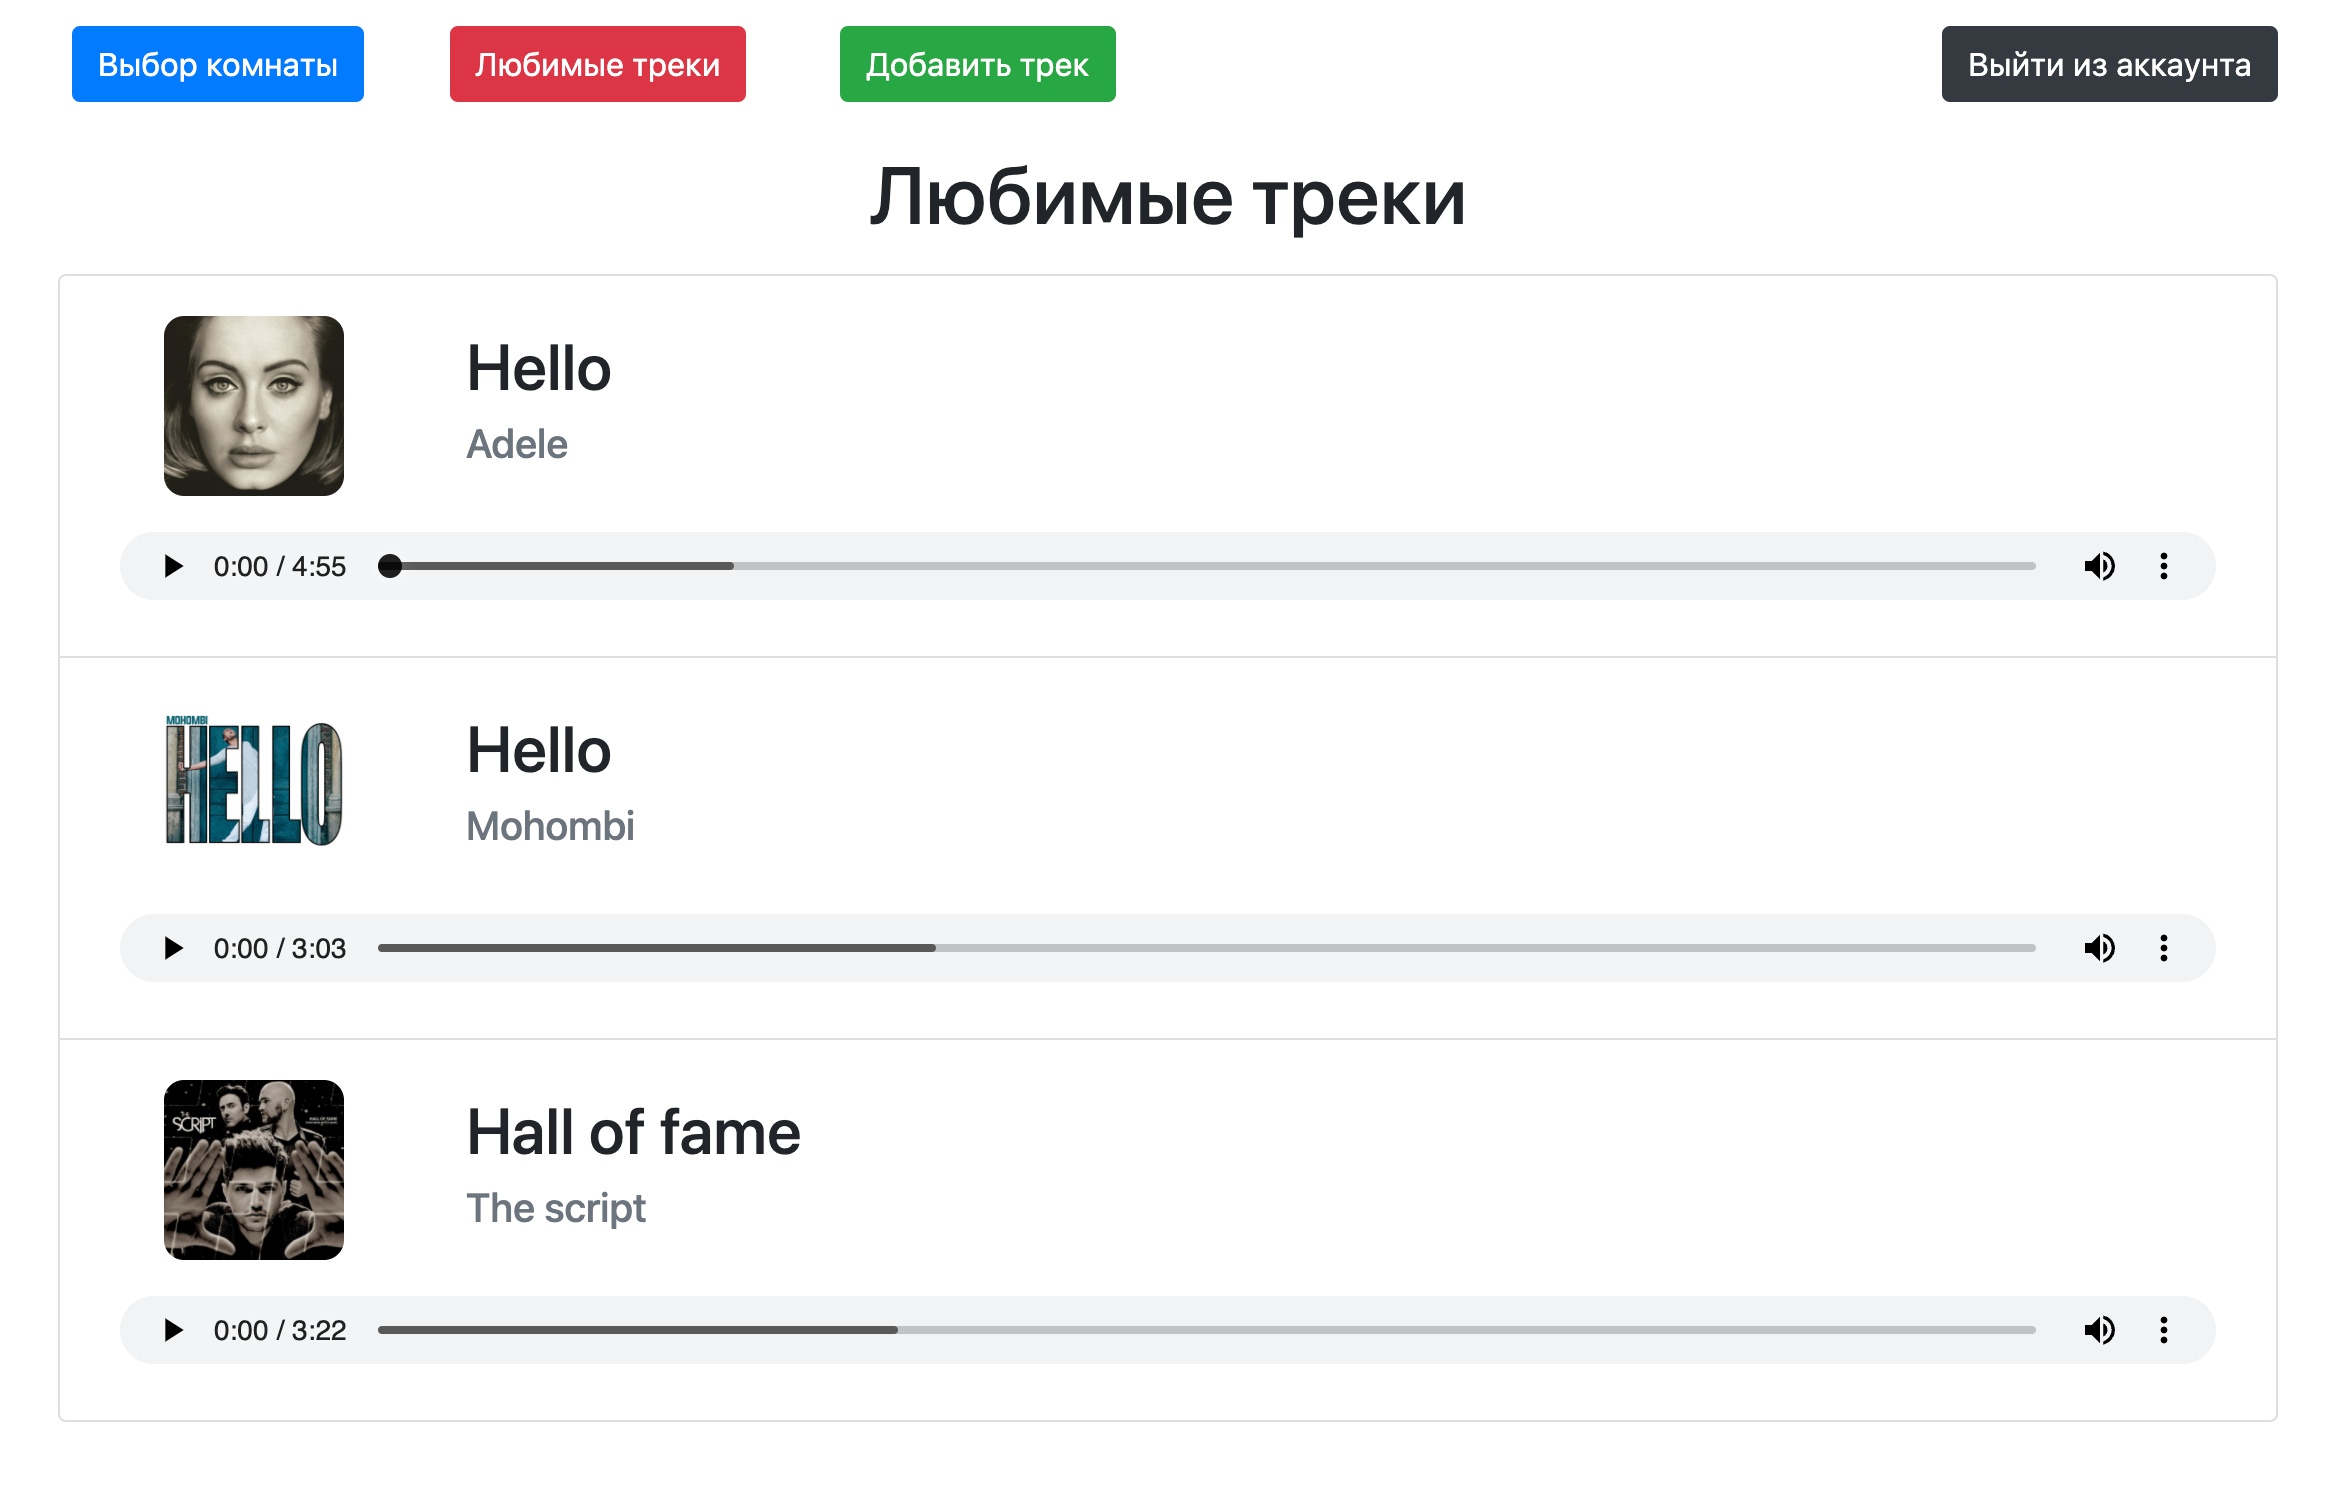 Выбор комнаты
Любимые треки
Добавить трек
Выйти из аккаунта
Любимые треки
Hello
Adele
0:00 / 4:55
MOHOMBI
HELLO
Hello
Mohombi
0:00 / 3:03
THE
SCRIPT
Hall of fame
The script
0:00 / 3:22